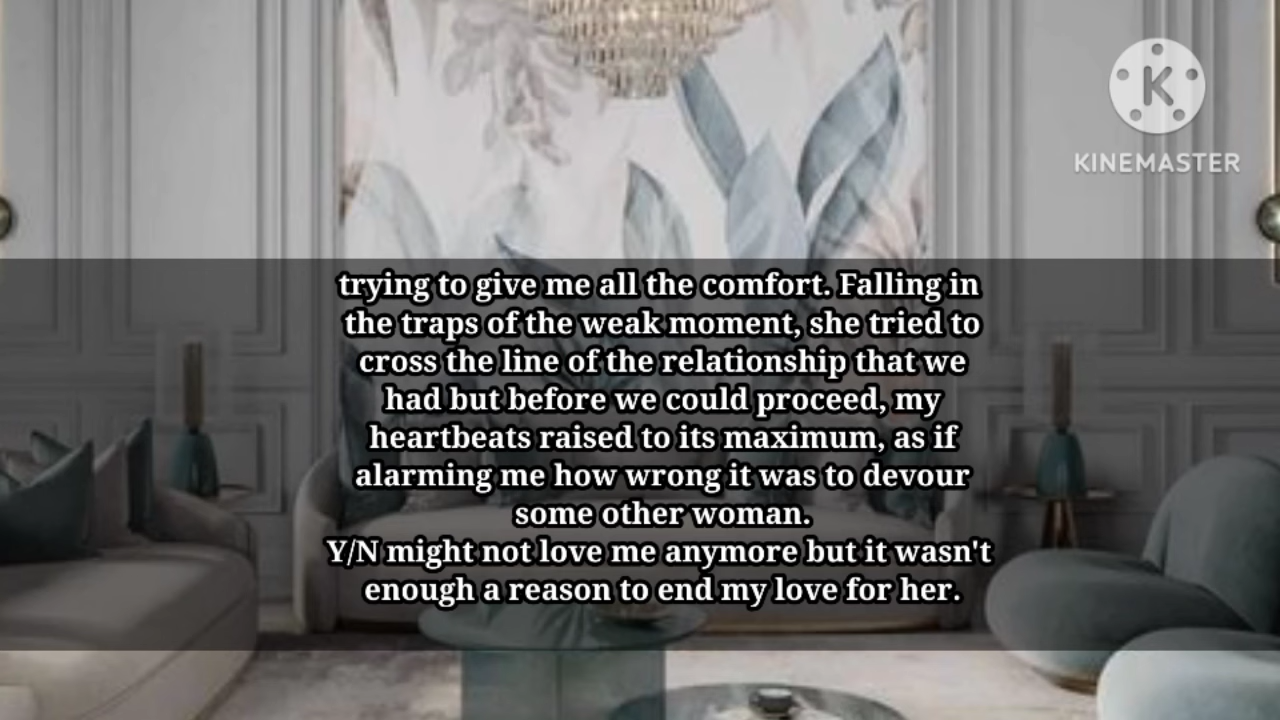 KINEMASTER
trying to give me all the comfort. Falling in
the traps of the weak moment, she tried to
cross the line of the relationship that we
had but before we could proceed, my
heartbeats raised to its maximum, as if
alarming me how wrong it was to devour
some other woman.
Y/N might not love me anymore but it wasn't
enough a reason to end my love for her.